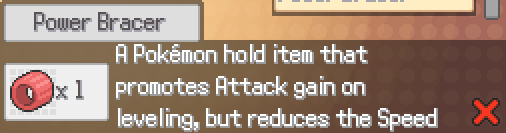 Power Bracer
x 1
A Pokémon hold item that
promotes Attack gain on
leveling, but reduces the Speed